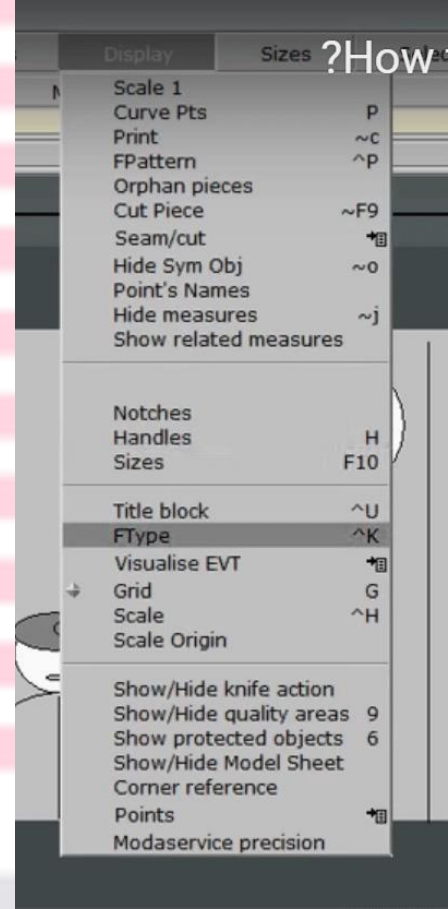 Display Sizes ?How
Scale 1
Curve Pts P
Print ~c
FPattern ^P
Orphan pieces
Cut Piece ~F9
Seam/cut
Hide Sym Obj ~o
Point's Names
Hide measures ~j
Show related measures
Notches
Handles H
Sizes F10
Title block ^U
FType ^K
Visualise EVT
Grid G
Scale ^H
Scale Origin
Show/Hide knife action
Show/Hide quality areas 9
Show protected objects 6
Show/Hide Model Sheet
Corner reference
Points
Modaservice precision